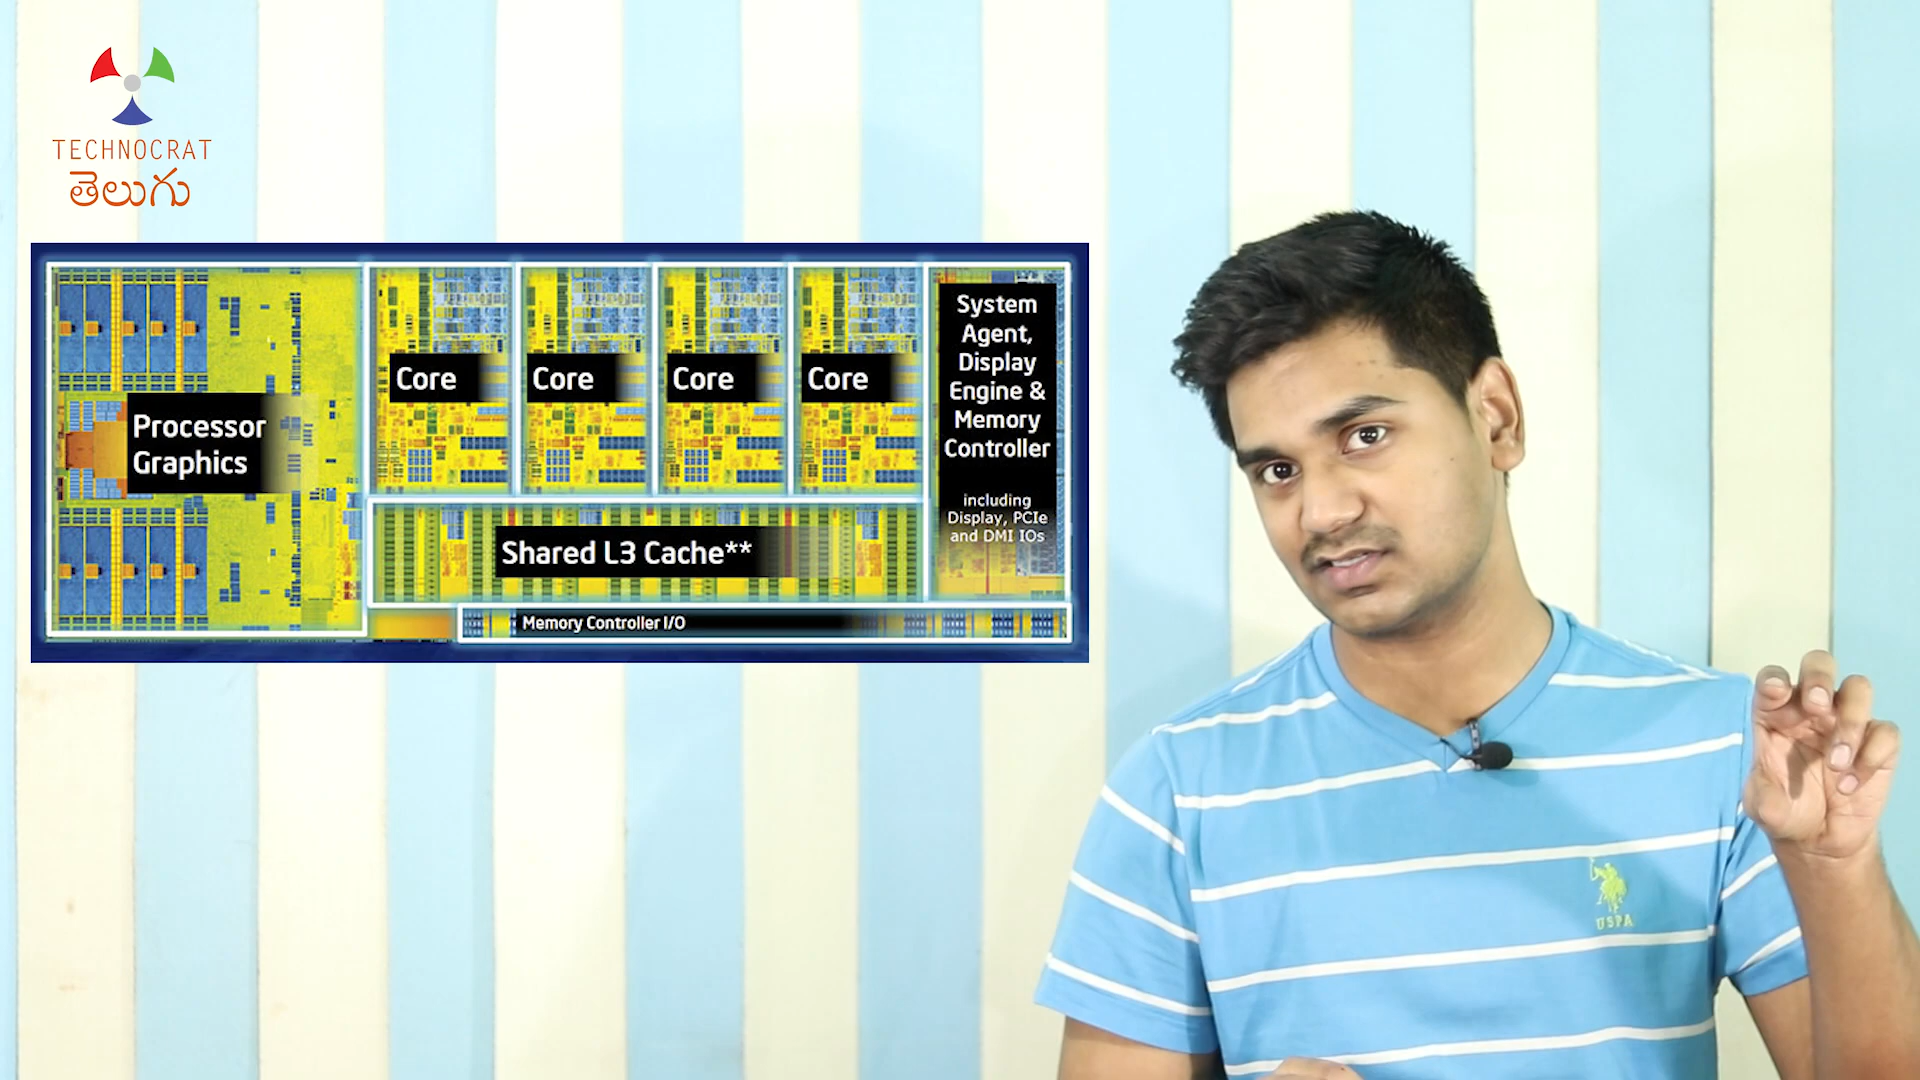 TECHNOCRAT
తెలుగు
Processor
Graphics
Core
Core
Core
Core
System
Agent,
Display
Engine &
Memory
Controller
including
Display, PCIe
and DMI IOs
Shared L3 Cache**
Memory Controller I/O
USPA